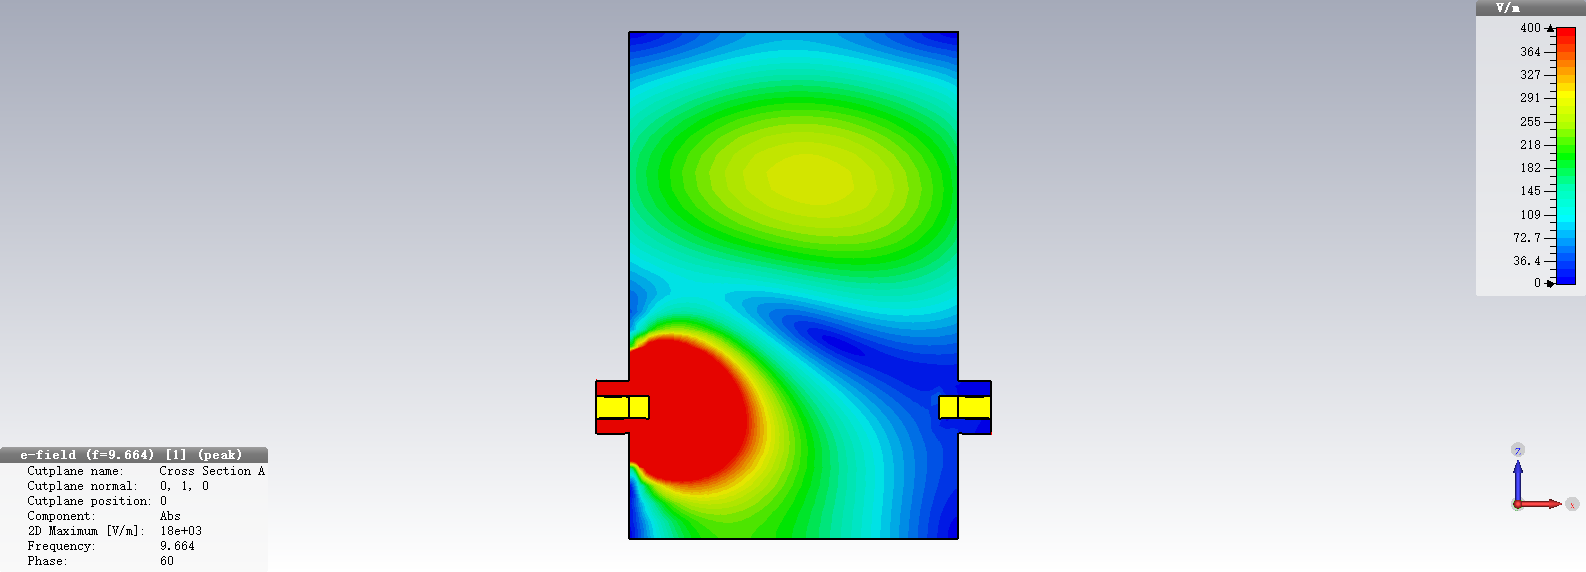 V/m
400
364
327
291
255
218
182
145
109
72.7
36.4
0
e-field (f=9.664) [1] (peak)
Cutplane name: Cross Section A
Cutplane normal: 0, 1, 0
Cutplane position: 0
Component: Abs
2D Maximum [V/m]: 18e+03
Frequency: 9.664
Phase: 60
z
x